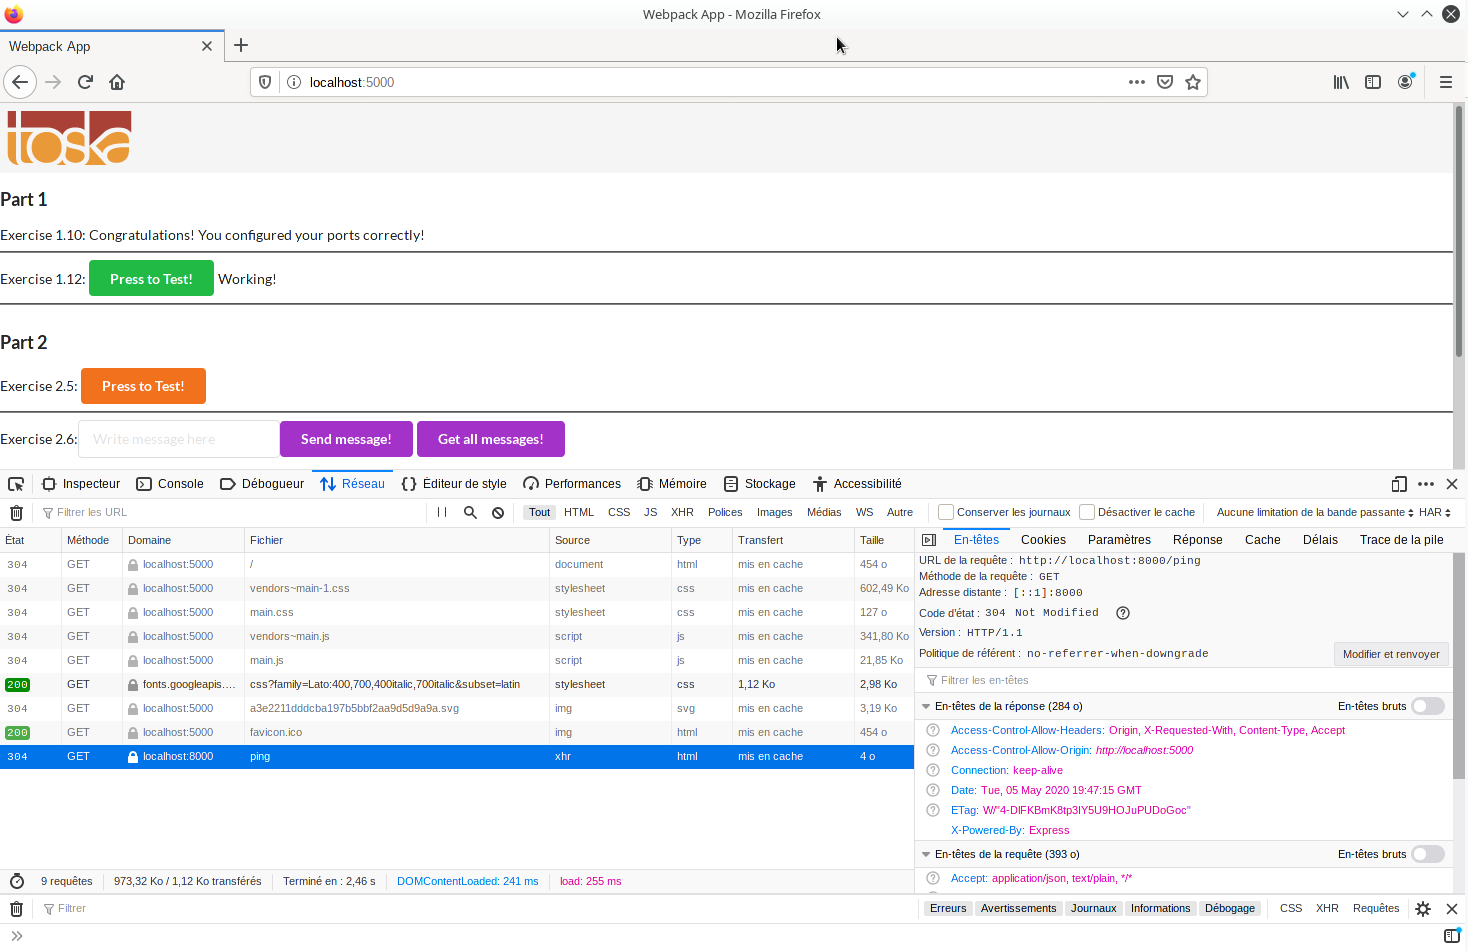 Webpack App - Mozilla Firefox
Webpack App
localhost:5000
toska
Part 1
Exercise 1.10: Congratulations! You configured your ports correctly!
Exercise 1.12: Press to Test! Working!
Part 2
Exercise 2.5: Press to Test!
Exercise 2.6: Write message here Send message! Get all messages!
Inspecteur Console Débogueur Réseau Éditeur de style Performances Mémoire Stockage Accessibilité
Filtrer les URL Tout HTML CSS JS XHR Polices Images Médias WS Autre Conserver les journaux Désactiver le cache Aucune limitation de la bande passante HAR
État Méthode Domaine Fichier Source Type Transfert Taille
304 GET localhost:5000 / document html mis en cache 454 o
304 GET localhost:5000 vendors~main-1.css stylesheet css mis en cache 602,49 Ko
304 GET localhost:5000 main.css stylesheet css mis en cache 127 o
304 GET localhost:5000 vendors~main.js script js mis en cache 341,80 Ko
304 GET localhost:5000 main.js script js mis en cache 21,85 Ko
200 GET fonts.googleapis.… css?family=Lato:400,700,400italic,700italic&subset=latin stylesheet css 1,12 Ko 2,98 Ko
304 GET localhost:5000 a3e2211dddcba197b5bbf2aa9d5d9a9a.svg img svg mis en cache 3,19 Ko
200 GET localhost:5000 favicon.ico img html mis en cache 454 o
304 GET localhost:8000 ping xhr html mis en cache 4 o
9 requêtes 973,32 Ko / 1,12 Ko transférés Terminé en : 2,46 s DOMContentLoaded: 241 ms load: 255 ms
En-têtes Cookies Paramètres Réponse Cache Délais Trace de la pile
URL de la requête : http://localhost:8000/ping
Méthode de la requête : GET
Adresse distante : [::1]:8000
Code d'état : 304 Not Modified
Version : HTTP/1.1
Politique de référent : no-referrer-when-downgrade Modifier et renvoyer
Filtrer les en-têtes
En-têtes de la réponse (284 o) En-têtes bruts
Access-Control-Allow-Headers: Origin, X-Requested-With, Content-Type, Accept
Access-Control-Allow-Origin: http://localhost:5000
Connection: keep-alive
Date: Tue, 05 May 2020 19:47:15 GMT
ETag: W/"4-DlFKBmK8tp3IY5U9HOJuPUDoGoc"
X-Powered-By: Express
En-têtes de la requête (393 o) En-têtes bruts
Accept: application/json, text/plain, */*
Filtrer Erreurs Avertissements Journaux Informations Débogage CSS XHR Requêtes